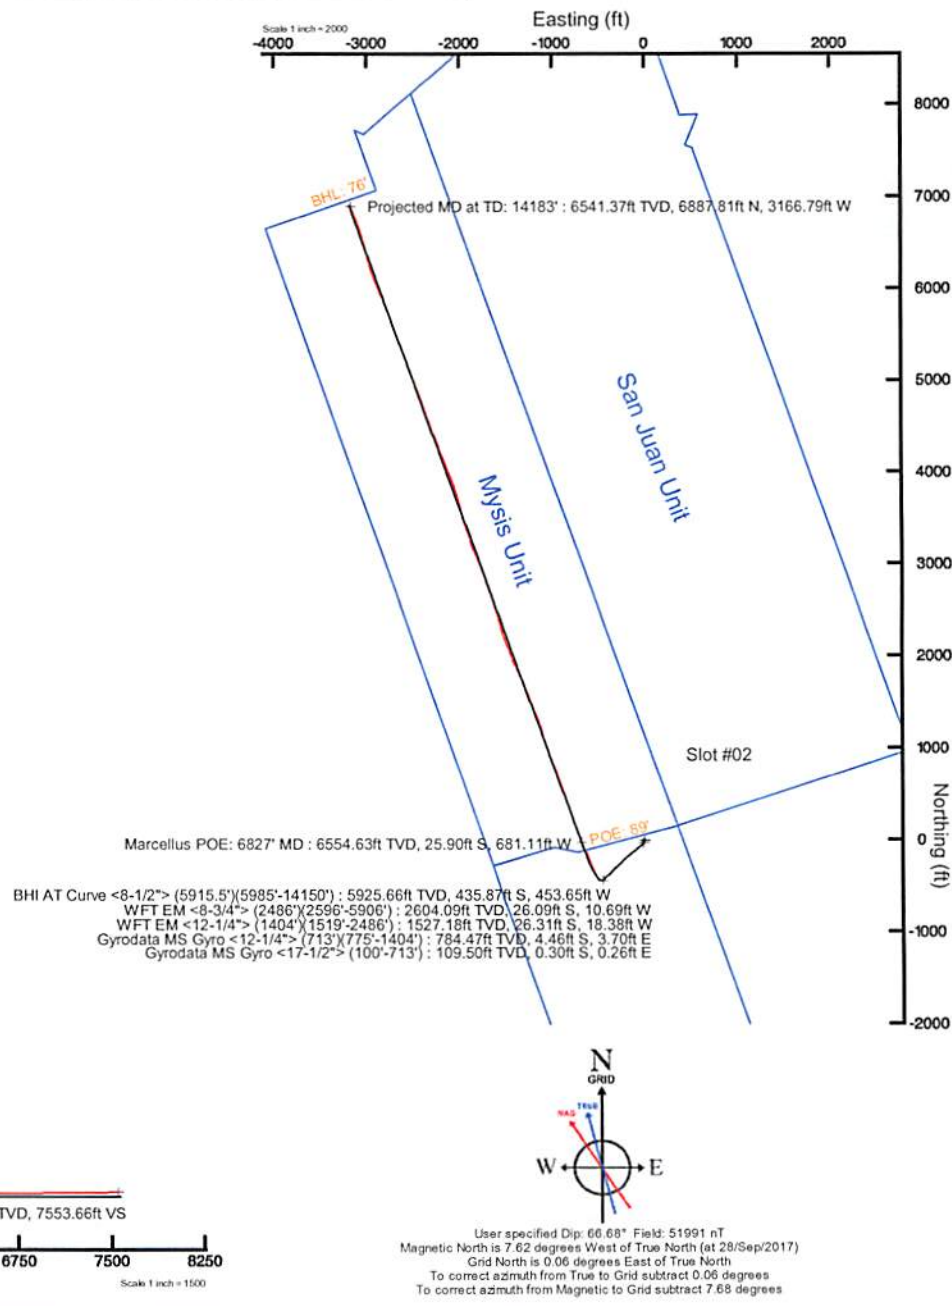 Easting (ft)
Scale 1 inch = 2000
-4000 -3000 -2000 -1000 0 1000 2000
8000
7000
6000
5000
4000
3000
2000
1000
0
-1000
-2000
Northing (ft)
BHL: 76'
Projected MD at TD: 14183' : 6541.37ft TVD, 6887.81ft N, 3166.79ft W
San Juan Unit
Mysis Unit
Slot #02
POE: 89'
Marcellus POE: 6827' MD : 6554.63ft TVD, 25.90ft S, 681.11ft W
BHI AT Curve <8-1/2"> (5915.5')(5985'-14150') : 5925.66ft TVD, 435.87ft S, 453.65ft W
WFT EM <8-3/4"> (2486')(2596'-5906') : 2604.09ft TVD, 26.09ft S, 10.69ft W
WFT EM <12-1/4"> (1404')(1519'-2486') : 1527.18ft TVD, 26.31ft S, 18.38ft W
Gyrodata MS Gyro <12-1/4"> (713')(775'-1404') : 784.47ft TVD, 4.46ft S, 3.70ft E
Gyrodata MS Gyro <17-1/2"> (100'-713') : 109.50ft TVD, 0.30ft S, 0.26ft E
N
GRID
TRUE
MAG
W E
TVD, 7553.66ft VS
6750 7500 8250
Scale 1 inch = 1500
User specified Dip: 66.68° Field: 51991 nT
Magnetic North is 7.62 degrees West of True North (at 28/Sep/2017)
Grid North is 0.06 degrees East of True North
To correct azimuth from True to Grid subtract 0.06 degrees
To correct azimuth from Magnetic to Grid subtract 7.68 degrees